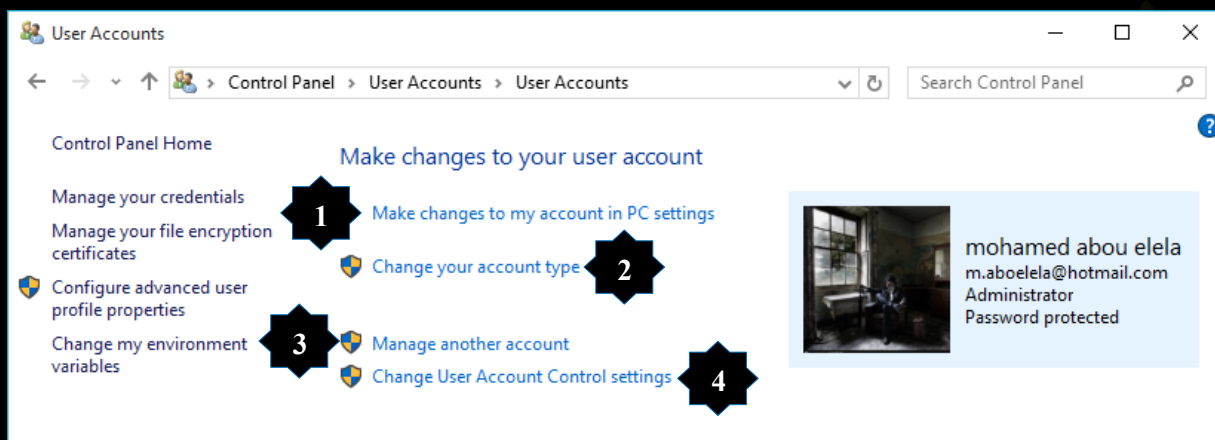 User Accounts
Control Panel > User Accounts > User Accounts
Search Control Panel
?
Control Panel Home
Manage your credentials
Manage your file encryption
certificates
Configure advanced user
profile properties
Change my environment
variables
Make changes to your user account
1 Make changes to my account in PC settings
Change your account type 2
3 Manage another account
Change User Account Control settings 4
mohamed abou elela
m.aboelela@hotmail.com
Administrator
Password protected